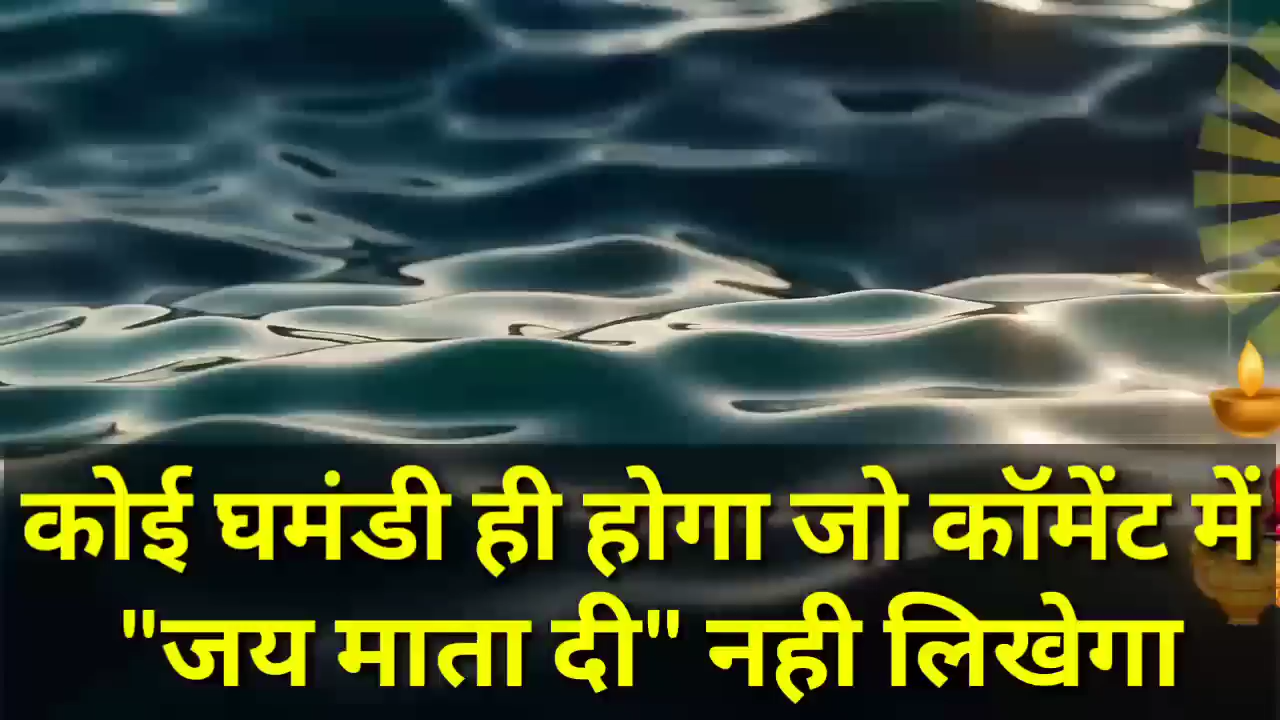 कोई घमंडी ही होगा जो कॉमेंट में
"जय माता दी" नही लिखेगा